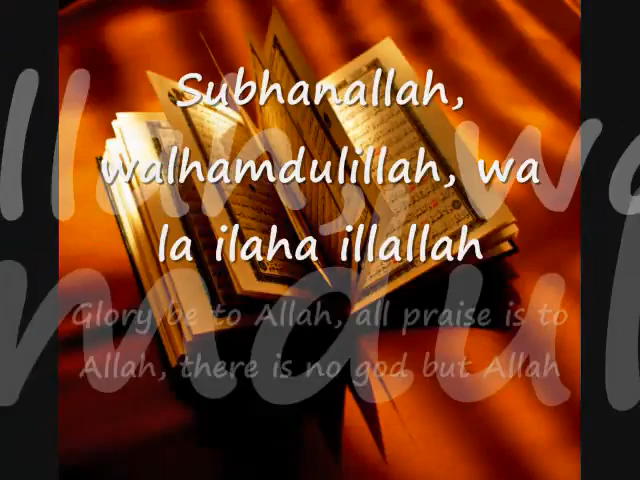 Subhanallah,
walhamdulillah, wa
la ilaha illallah
Glory be to Allah, all praise is to
Allah, there is no god but Allah